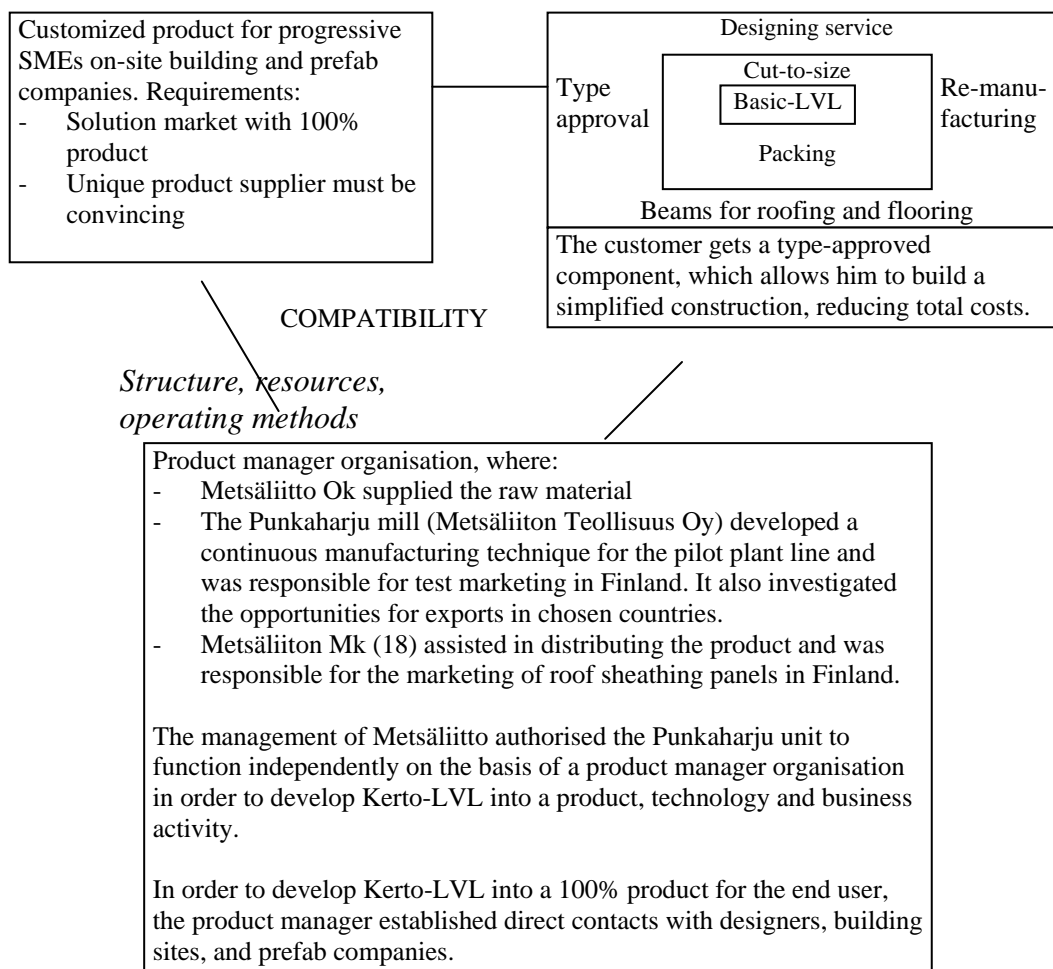 Customized product for progressive
SMEs on-site building and prefab
companies. Requirements:
- Solution market with 100%
product
- Unique product supplier must be
convincing
Designing service
Type
approval
Cut-to-size
Basic-LVL
Packing
Re-manu-
facturing
Beams for roofing and flooring
The customer gets a type-approved
component, which allows him to build a
simplified construction, reducing total costs.
COMPATIBILITY
Structure, resources,
operating methods
Product manager organisation, where:
- Metsäliitto Ok supplied the raw material
- The Punkaharju mill (Metsäliiton Teollisuus Oy) developed a
continuous manufacturing technique for the pilot plant line and
was responsible for test marketing in Finland. It also investigated
the opportunities for exports in chosen countries.
- Metsäliiton Mk (18) assisted in distributing the product and was
responsible for the marketing of roof sheathing panels in Finland.
The management of Metsäliitto authorised the Punkaharju unit to
function independently on the basis of a product manager organisation
in order to develop Kerto-LVL into a product, technology and business
activity.
In order to develop Kerto-LVL into a 100% product for the end user,
the product manager established direct contacts with designers, building
sites, and prefab companies.